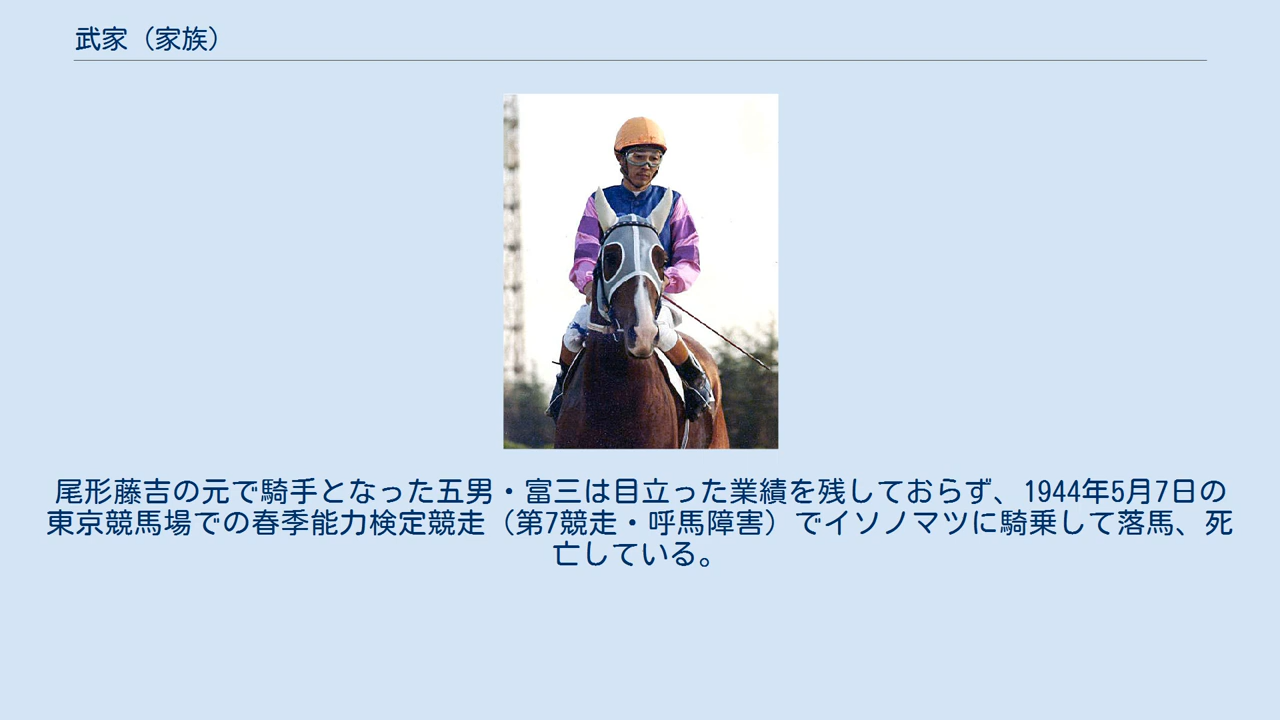 武家（家族）
尾形藤吉の元で騎手となった五男・富三は目立った業績を残しておらず、1944年5月7日の
東京競馬場での春季能力検定競走（第7競走・呼馬障害）でイソノマツに騎乗して落馬、死
亡している。